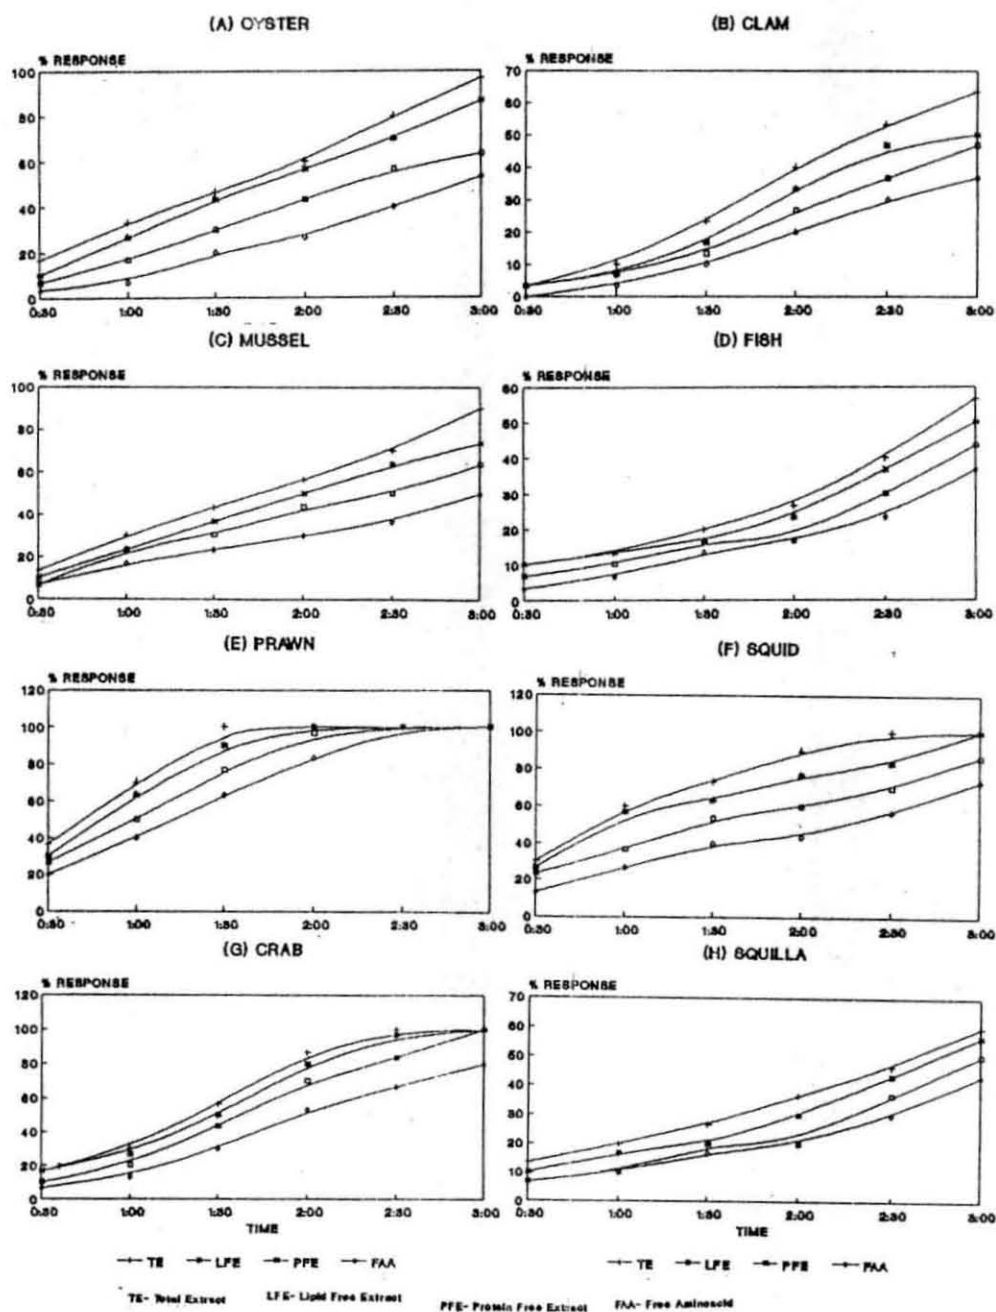 (A) OYSTER (B) CLAM
% RESPONSE % RESPONSE
100 70
80 60
60 50
40 40
20 30
0 20
10
0
0:30 1:00 1:30 2:00 2:30 3:00 0:30 1:00 1:30 2:00 2:30 3:00
(C) MUSSEL (D) FISH
% RESPONSE % RESPONSE
100 60
80 50
60 40
40 30
20 20
0 10
0
0:30 1:00 1:30 2:00 2:30 3:00 0:30 1:00 1:30 2:00 2:30 3:00
(E) PRAWN (F) SQUID
% RESPONSE % RESPONSE
120 120
100 100
80 80
60 60
40 40
20 20
0 0
0:30 1:00 1:30 2:00 2:30 3:00 0:30 1:00 1:30 2:00 2:30 3:00
(G) CRAB (H) SQUILLA
% RESPONSE % RESPONSE
120 70
100 60
80 50
60 40
40 30
20 20
0 10
0
0:30 1:00 1:30 2:00 2:30 3:00 0:30 1:00 1:30 2:00 2:30 3:00
TIME TIME
TE LFE PFE FAA TE LFE PFE FAA
TE- Total Extract LFE- Lipid Free Extract PFE- Protein Free Extract FAA- Free Aminoacid